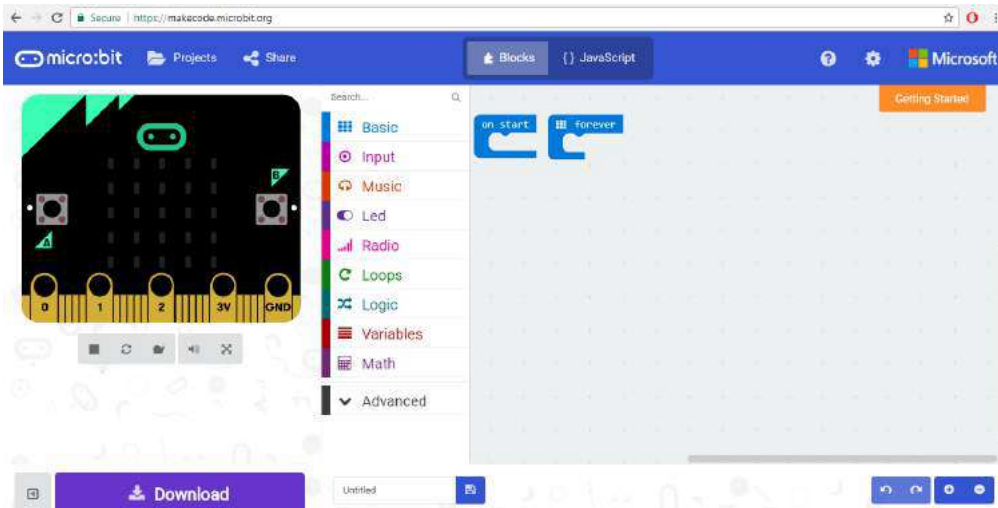 Secure | https://makecode.microbit.org
micro:bit Projects Share Blocks {} JavaScript Microsoft
Search...
Getting Started
Basic
Input
Music
Led
Radio
Loops
Logic
Variables
Math
Advanced
on start
forever
B
A
0 1 2 3V GND
Download
Untitled